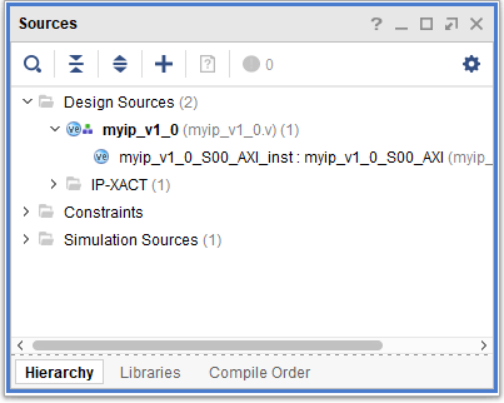 Sources
0
Design Sources (2)
myip_v1_0 (myip_v1_0.v) (1)
myip_v1_0_S00_AXI_inst : myip_v1_0_S00_AXI (myip_
IP-XACT (1)
Constraints
Simulation Sources (1)
Hierarchy Libraries Compile Order